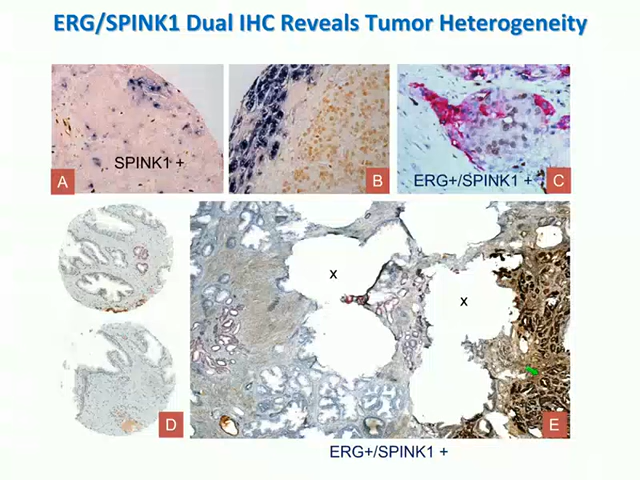 ERG/SPINK1 Dual IHC Reveals Tumor Heterogeneity
SPINK1 +
A
B
ERG+/SPINK1 +
C
D
x
x
E
ERG+/SPINK1 +